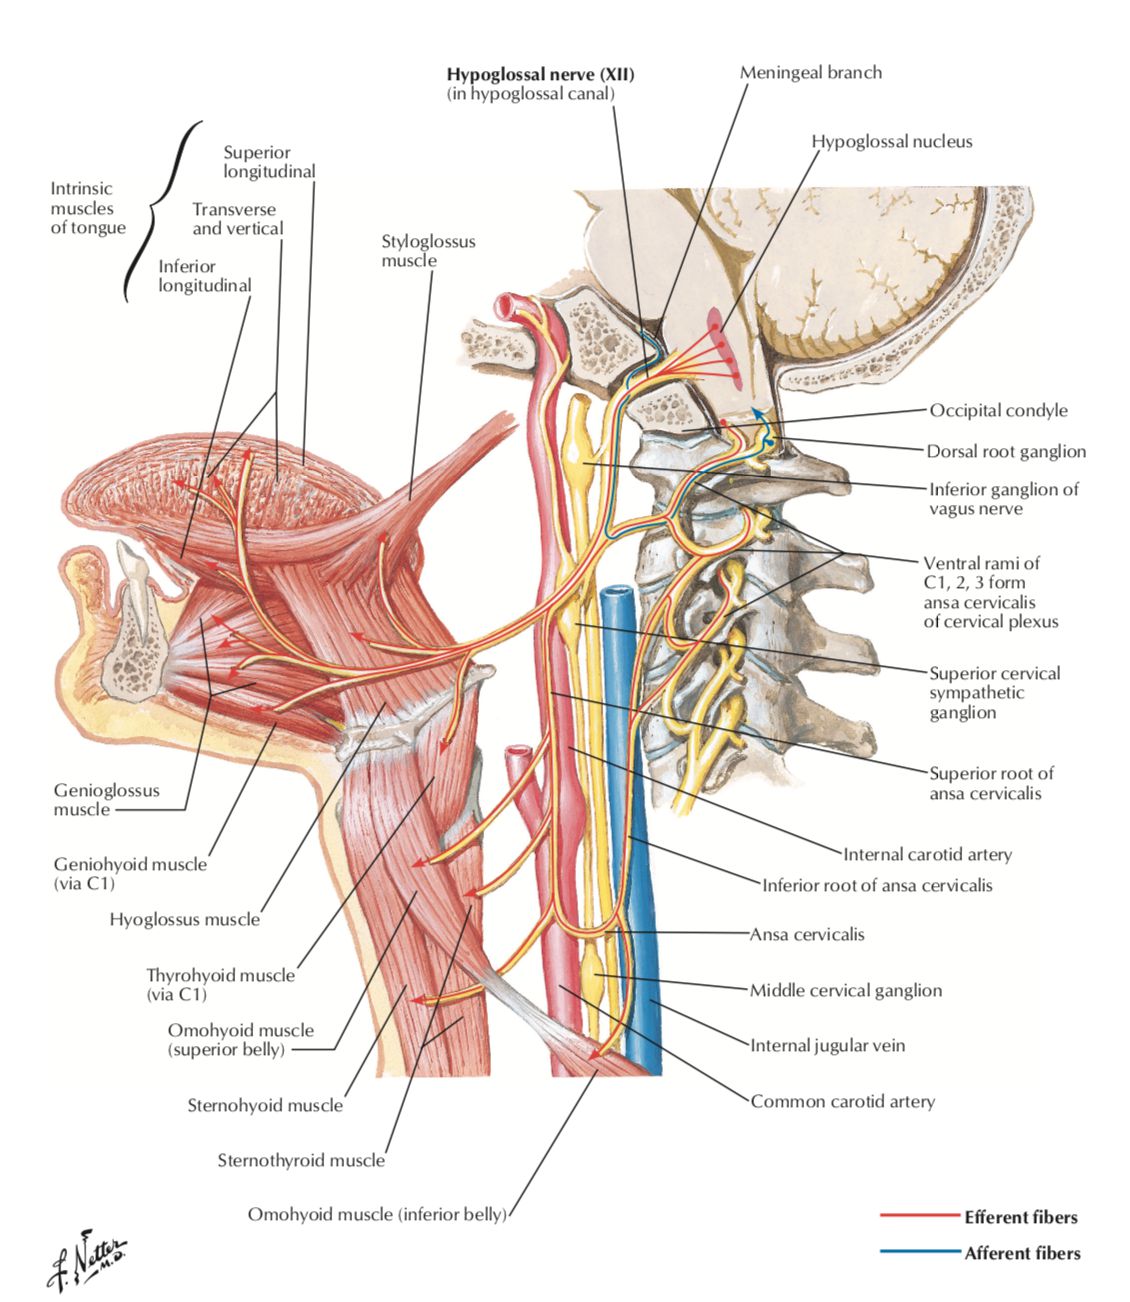 Hypoglossal nerve (XII)
(in hypoglossal canal)
Meningeal branch
Hypoglossal nucleus
Superior
longitudinal
Intrinsic
muscles
of tongue
Transverse
and vertical
Styloglossus
muscle
Inferior
longitudinal
Occipital condyle
Dorsal root ganglion
Inferior ganglion of
vagus nerve
Ventral rami of
C1, 2, 3 form
ansa cervicalis
of cervical plexus
Superior cervical
sympathetic
ganglion
Superior root of
ansa cervicalis
Genioglossus
muscle
Internal carotid artery
Geniohyoid muscle
(via C1)
Inferior root of ansa cervicalis
Hyoglossus muscle
Ansa cervicalis
Thyrohyoid muscle
(via C1)
Middle cervical ganglion
Omohyoid muscle
(superior belly)
Internal jugular vein
Sternohyoid muscle
Common carotid artery
Sternothyroid muscle
Omohyoid muscle (inferior belly)
Efferent fibers
Afferent fibers
F. Netter
M.D.